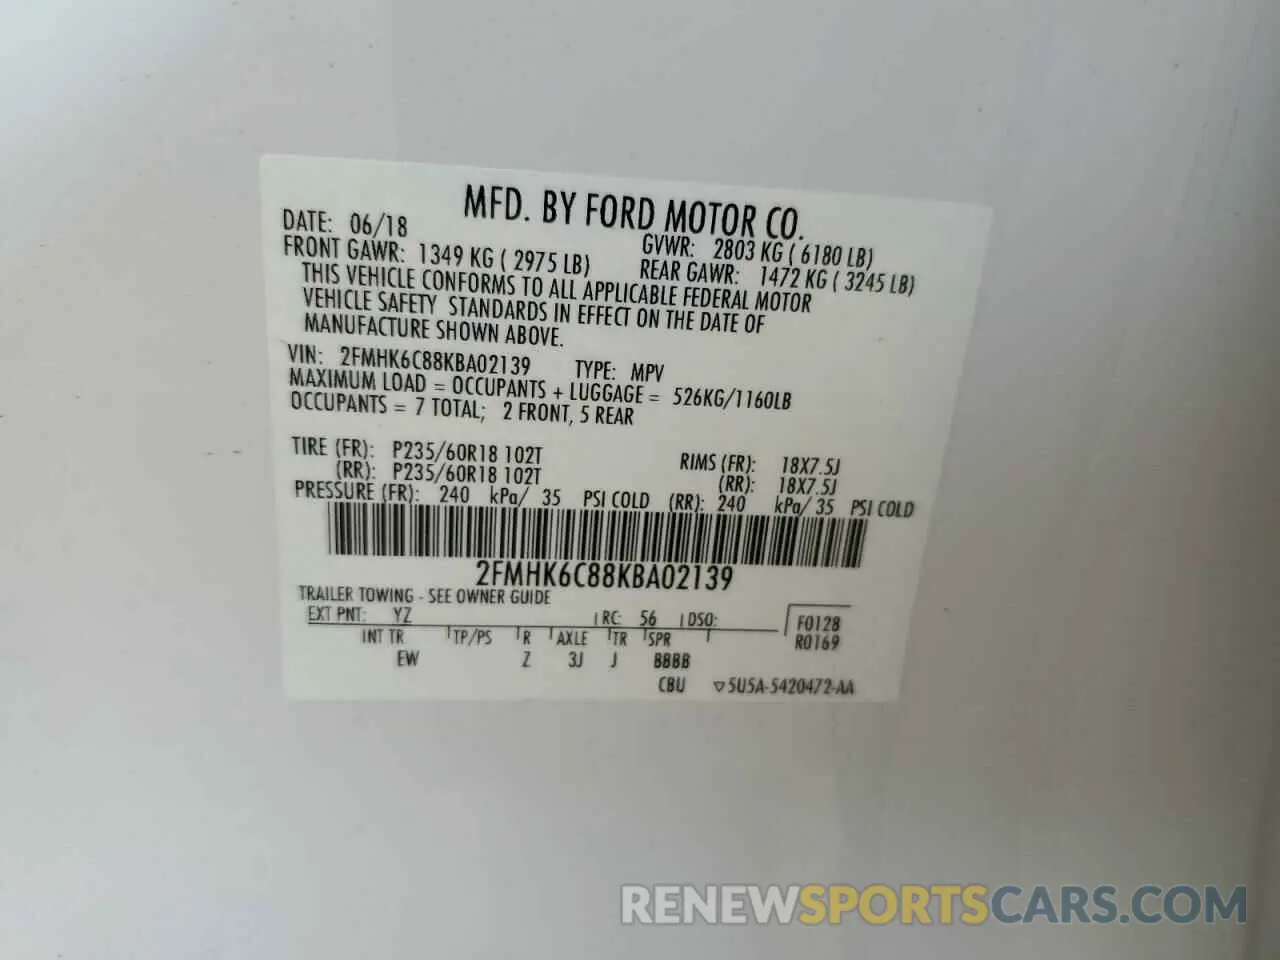 MFD. BY FORD MOTOR CO.
DATE: 06/18 GVWR: 2803 KG ( 6180 LB)
FRONT GAWR: 1349 KG ( 2975 LB) REAR GAWR: 1472 KG ( 3245 LB)
THIS VEHICLE CONFORMS TO ALL APPLICABLE FEDERAL MOTOR
VEHICLE SAFETY STANDARDS IN EFFECT ON THE DATE OF
MANUFACTURE SHOWN ABOVE.
VIN: 2FMHK6C88KBA02139 TYPE: MPV
MAXIMUM LOAD = OCCUPANTS + LUGGAGE = 526KG/1160LB
OCCUPANTS = 7 TOTAL; 2 FRONT, 5 REAR
TIRE (FR): P235/60R18 102T RIMS (FR): 18X7.5J
(RR): P235/60R18 102T (RR): 18X7.5J
PRESSURE (FR): 240 kPa/ 35 PSI COLD (RR): 240 kPa/ 35 PSI COLD
2FMHK6C88KBA02139
TRAILER TOWING - SEE OWNER GUIDE
EXT PNT: YZ RC: 56 DSO: F0128
INT TR TP/PS R AXLE TR SPR R0169
EW Z 3J J BBBB
CBU ▽5U5A-5420472-AA
RENEWSPORTSCARS.COM